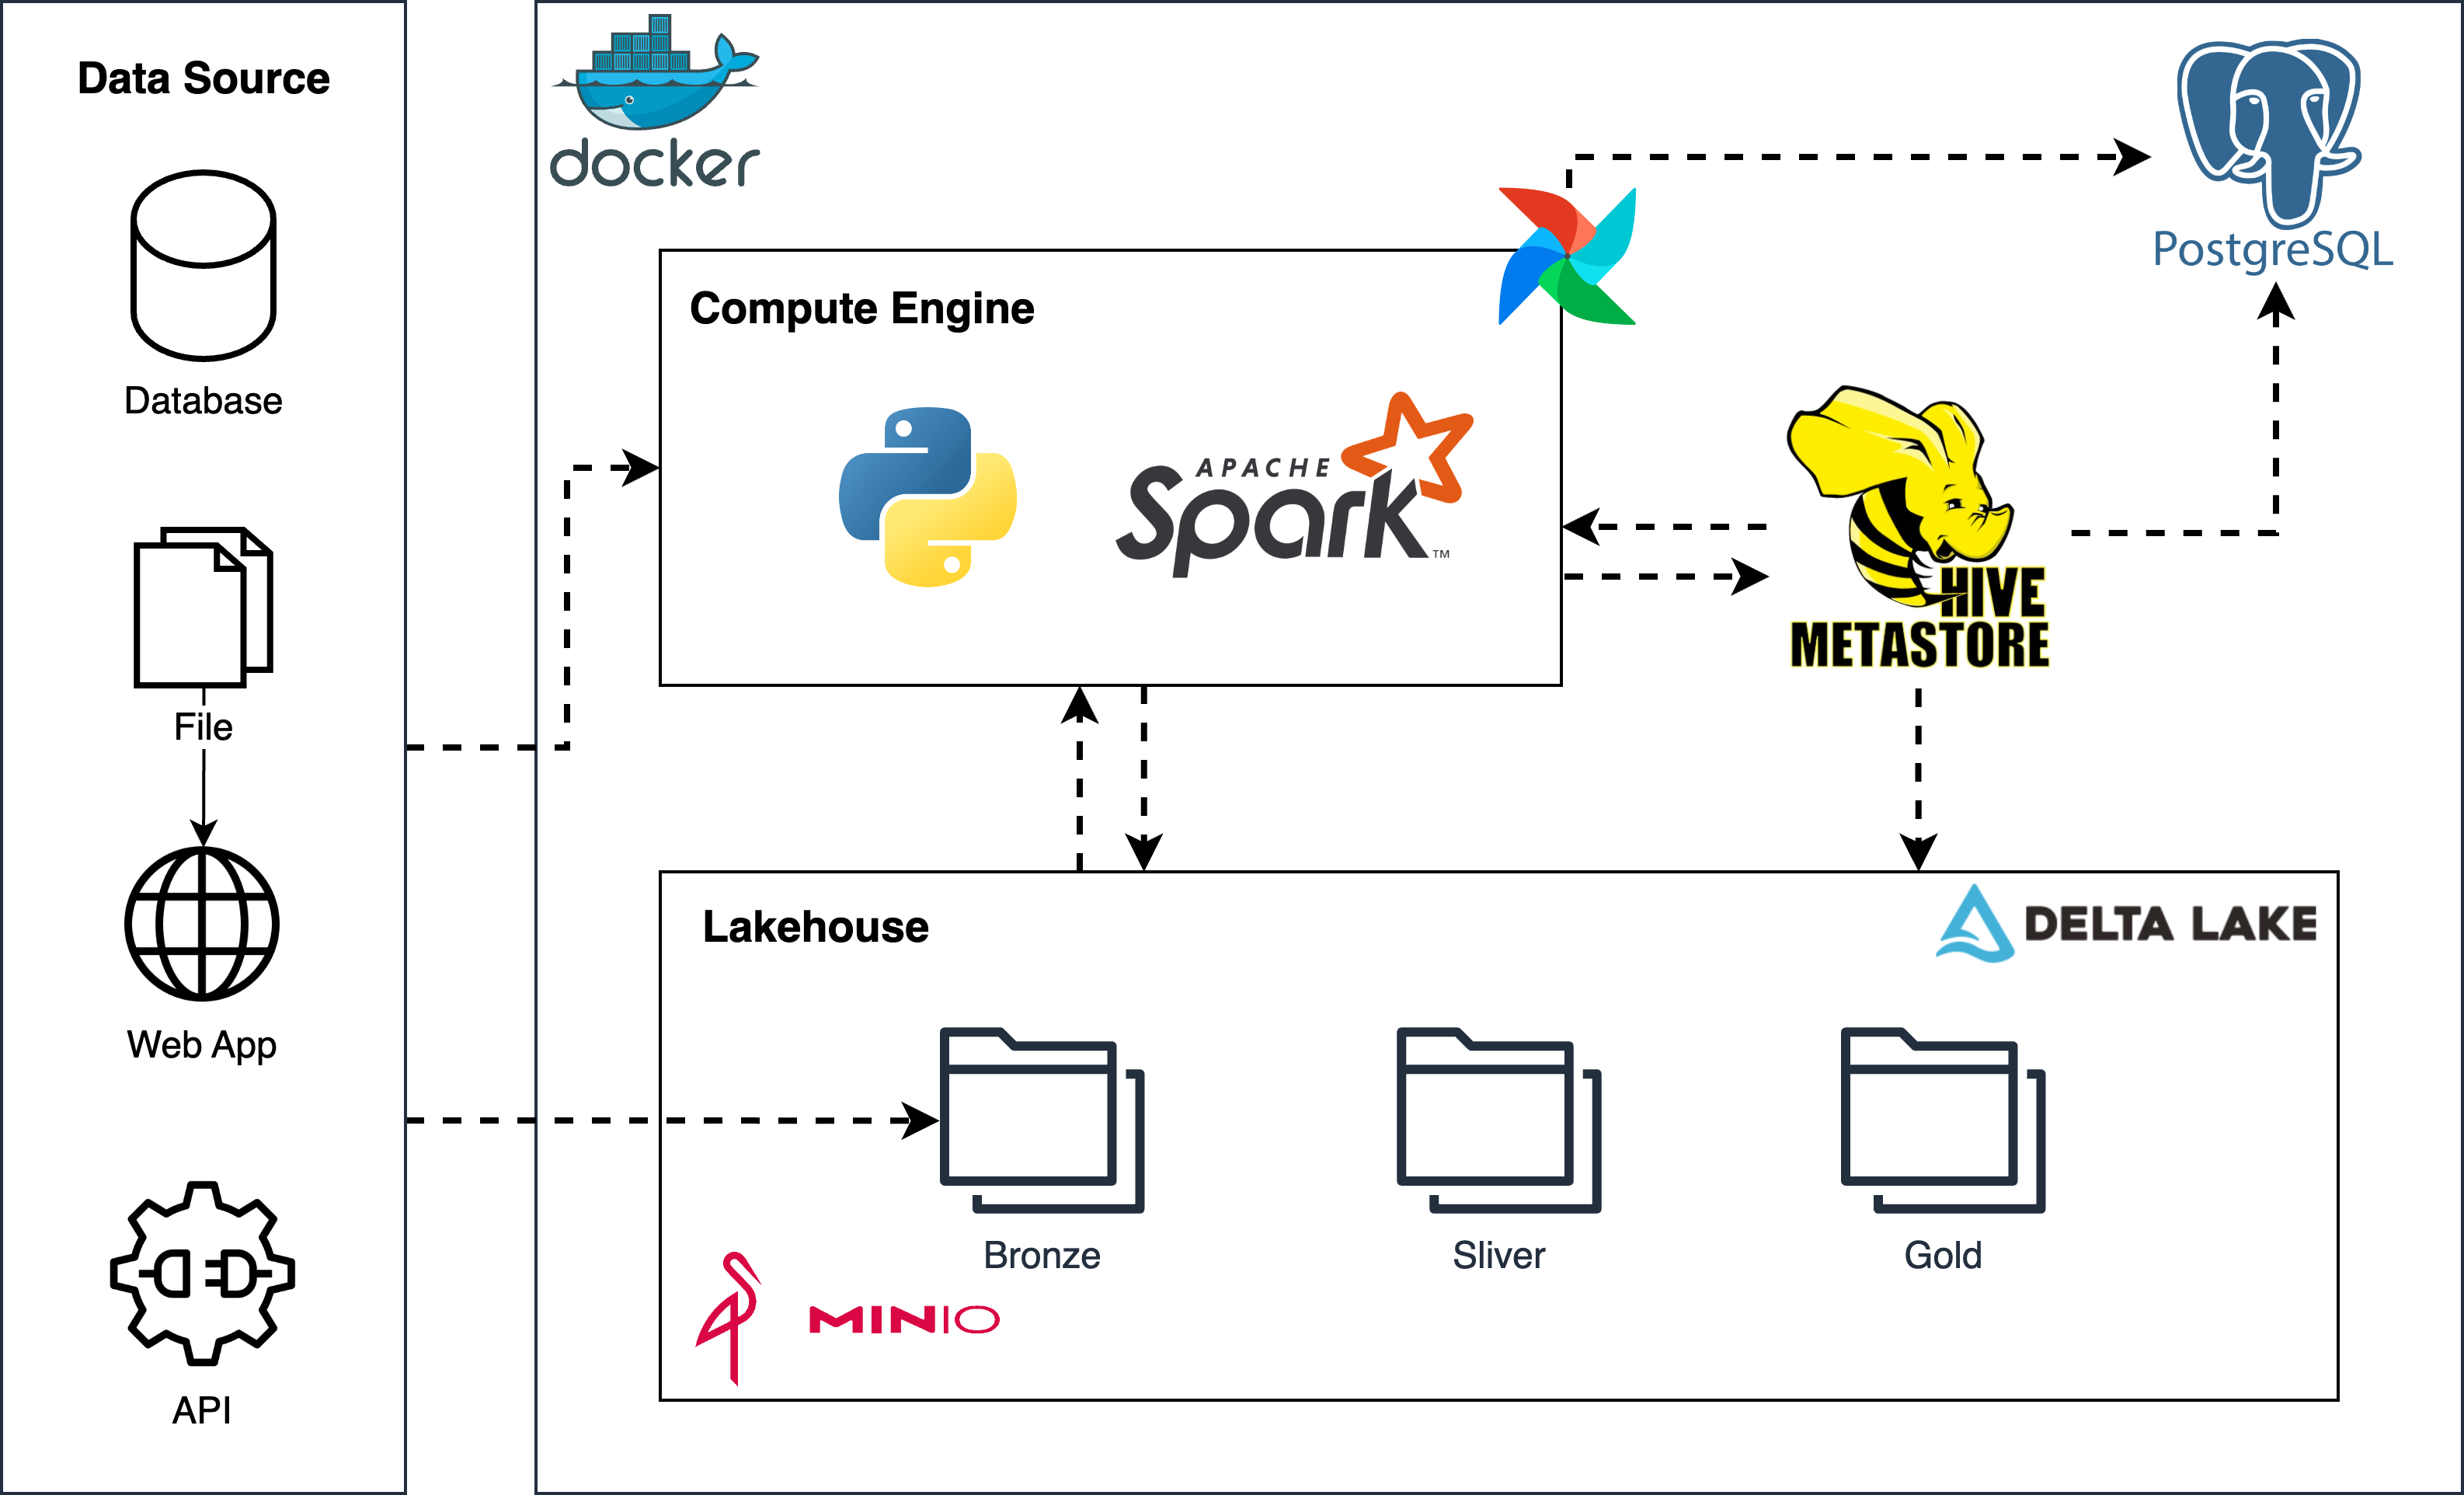 Data Source
Database
File
Web App
API
docker
PostgreSQL
Compute Engine
APACHE
Spark™
HIVE
METASTORE
Lakehouse
DELTA LAKE
Bronze
Sliver
Gold
MINIO